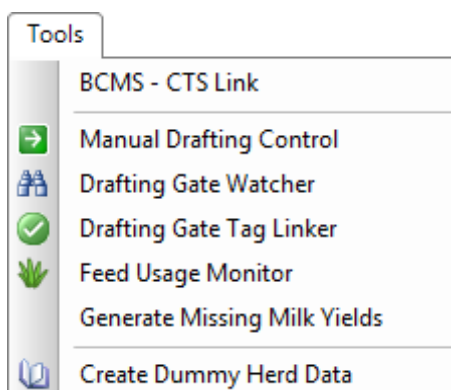 Tools
BCMS - CTS Link
Manual Drafting Control
Drafting Gate Watcher
Drafting Gate Tag Linker
Feed Usage Monitor
Generate Missing Milk Yields
Create Dummy Herd Data